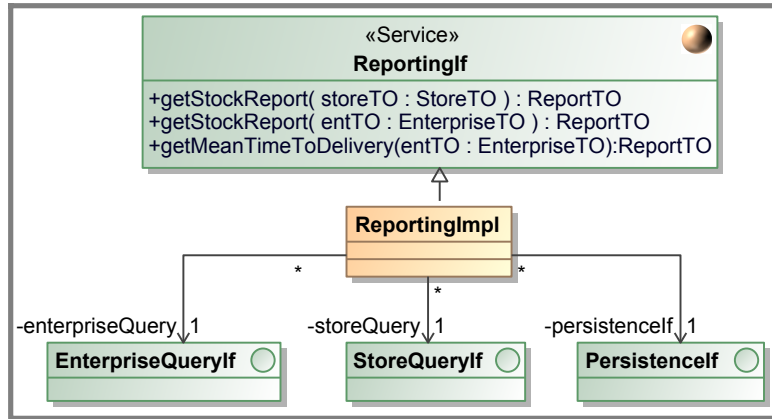 «Service»
ReportingIf
+getStockReport( storeTO : StoreTO ) : ReportTO
+getStockReport( entTO : EnterpriseTO ) : ReportTO
+getMeanTimeToDelivery(entTO : EnterpriseTO):ReportTO
ReportingImpl
* * *
-enterpriseQuery 1 -storeQuery 1 -persistenceIf 1
EnterpriseQueryIf StoreQueryIf PersistenceIf